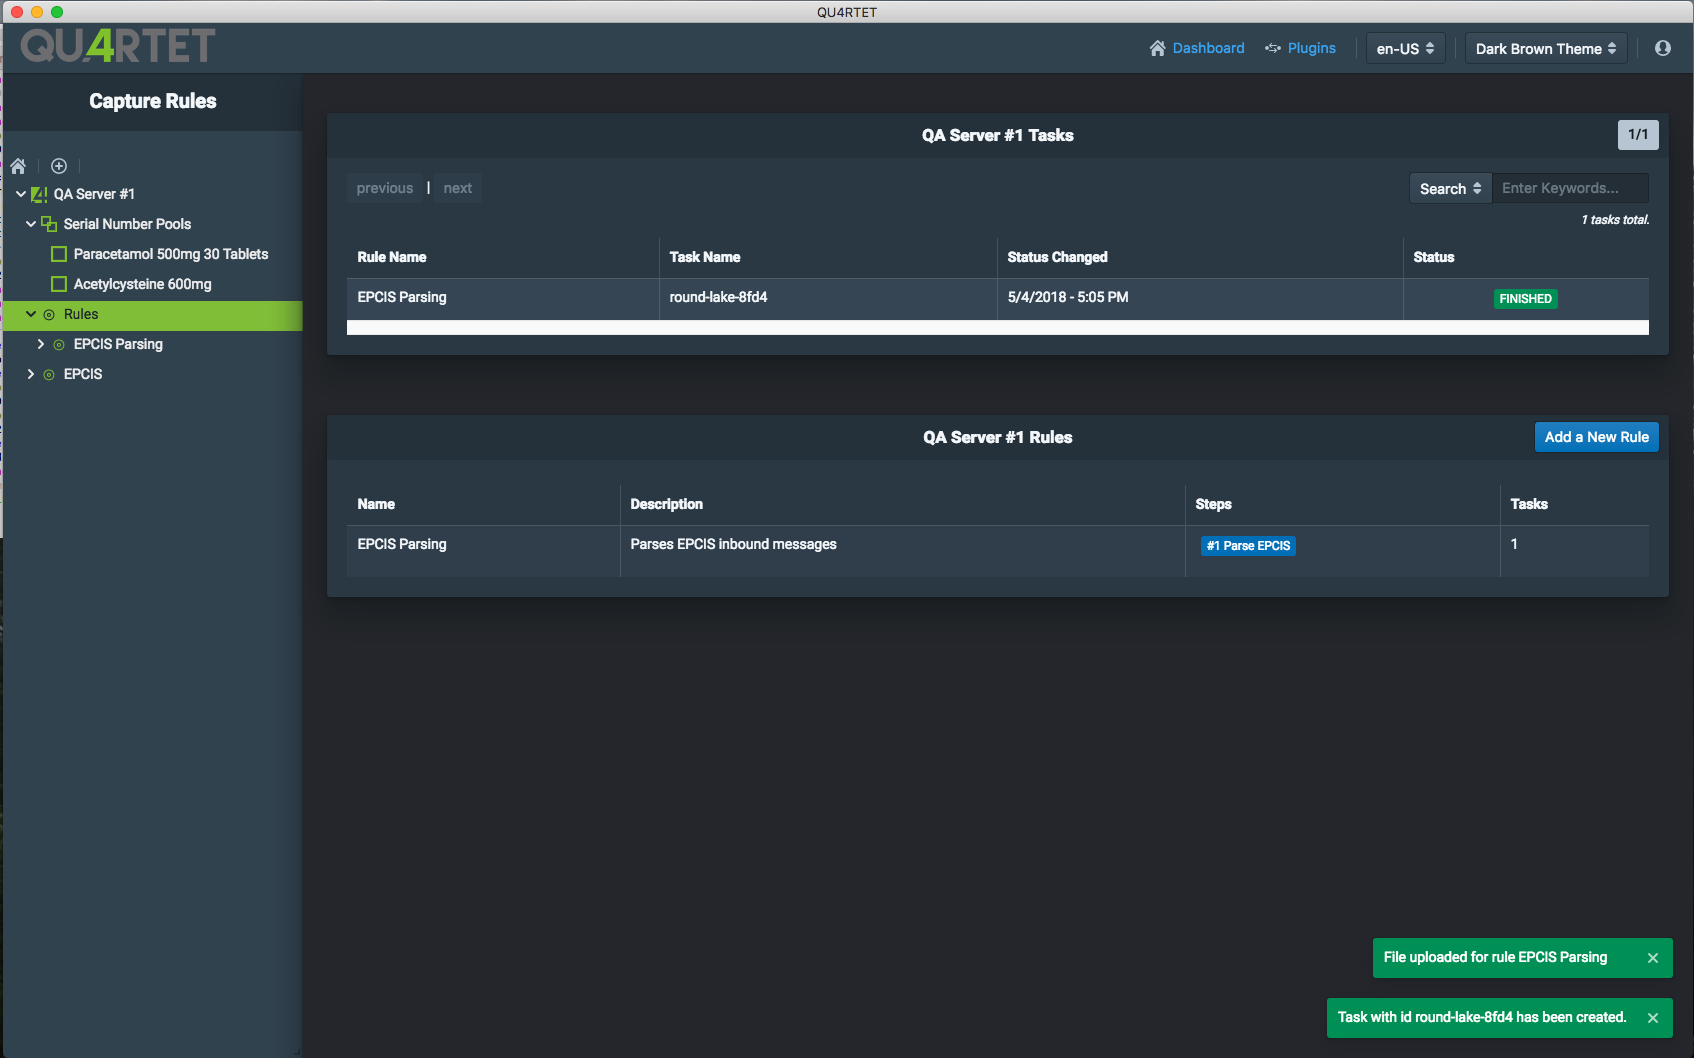 QU4RTET
QU4RTET
Dashboard
Plugins
en-US
Dark Brown Theme
Capture Rules
QA Server #1
Serial Number Pools
Paracetamol 500mg 30 Tablets
Acetylcysteine 600mg
Rules
EPCIS Parsing
EPCIS
QA Server #1 Tasks
1/1
previous | next
Search
Enter Keywords...
1 tasks total.
Rule Name Task Name Status Changed Status
EPCIS Parsing round-lake-8fd4 5/4/2018 - 5:05 PM FINISHED
QA Server #1 Rules
Add a New Rule
Name Description Steps Tasks
EPCIS Parsing Parses EPCIS inbound messages #1 Parse EPCIS 1
File uploaded for rule EPCIS Parsing
Task with id round-lake-8fd4 has been created.